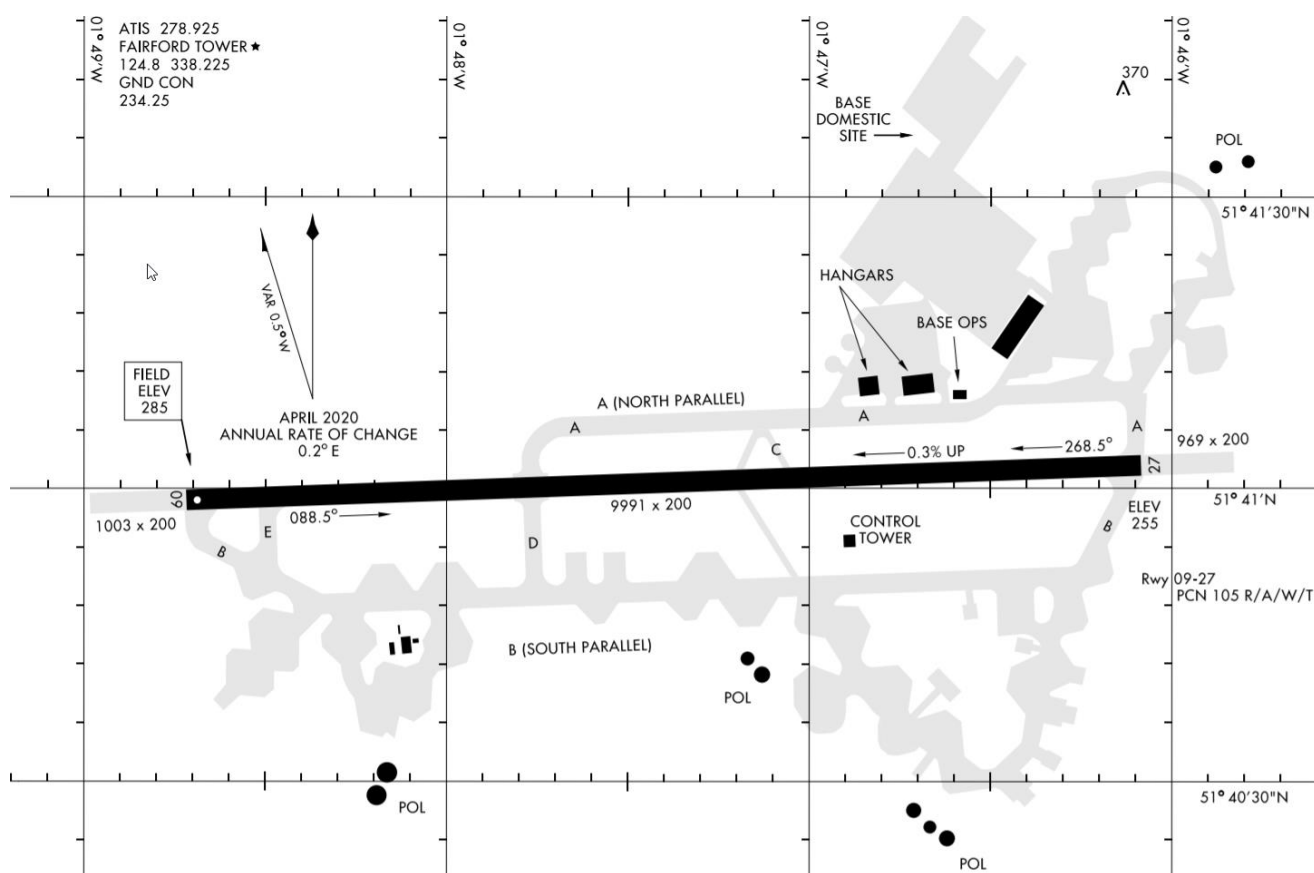 01°49'W
ATIS 278.925
FAIRFORD TOWER ★
124.8 338.225
GND CON
234.25
01°48'W
01°47'W
01°46'W
370
BASE
DOMESTIC
SITE
POL
51°41'30"N
VAR 0.5°W
HANGARS
BASE OPS
FIELD
ELEV
285
APRIL 2020
ANNUAL RATE OF CHANGE
0.2° E
A (NORTH PARALLEL)
A
A
A
C
0.3% UP
268.5°
969 x 200
27
09
1003 x 200
088.5°
9991 x 200
51°41'N
ELEV
255
E
B
D
CONTROL
TOWER
B
Rwy 09-27
PCN 105 R/A/W/T
B (SOUTH PARALLEL)
POL
POL
51°40'30"N
POL